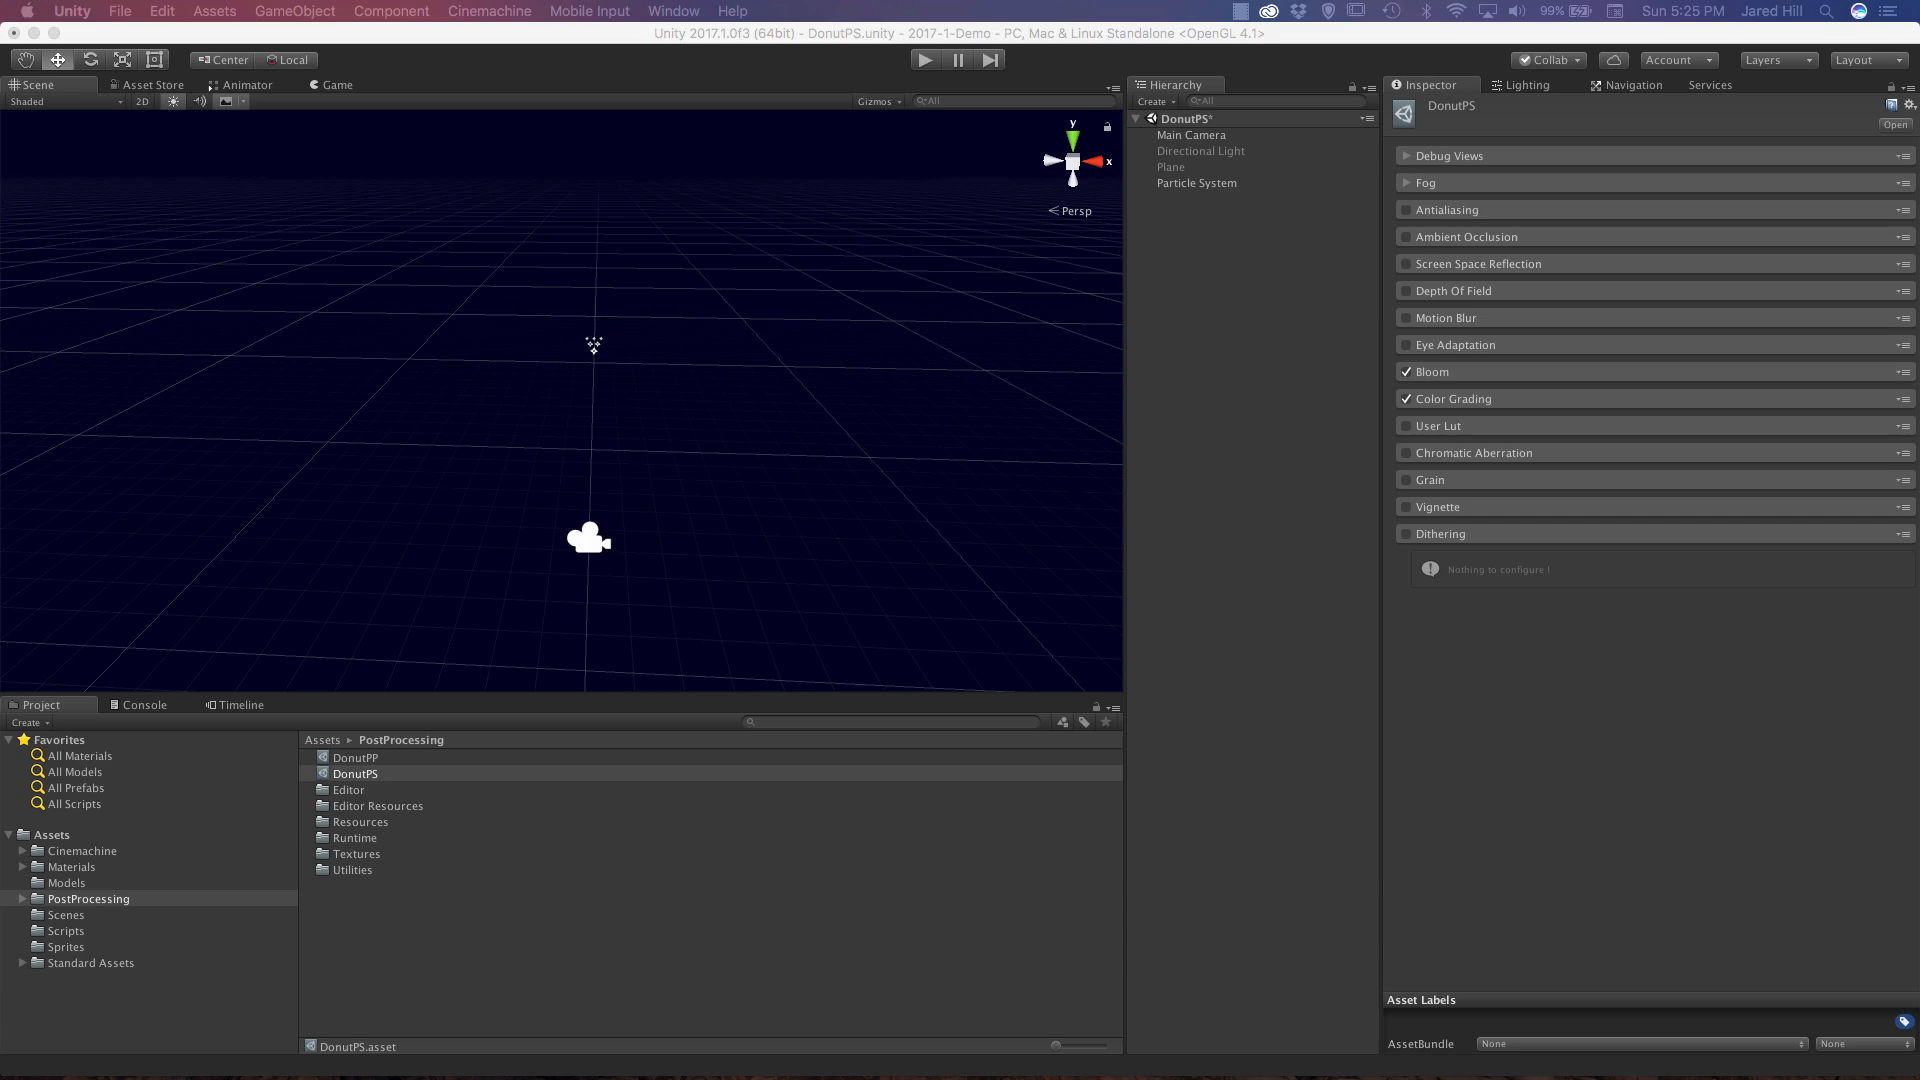 Unity File Edit Assets GameObject Component Cinemachine Mobile Input Window Help 99% Sun 5:25 PM Jared Hill
Unity 2017.1.0f3 (64bit) - DonutPS.unity - 2017-1-Demo - PC, Mac & Linux Standalone <OpenGL 4.1>
Center Local Collab Account Layers Layout
Scene Asset Store Animator Game
Shaded 2D Gizmos All
y
x
Persp
Hierarchy
Create All
DonutPS*
Main Camera
Directional Light
Plane
Particle System
Inspector Lighting Navigation Services
DonutPS
Open
Debug Views
Fog
Antialiasing
Ambient Occlusion
Screen Space Reflection
Depth Of Field
Motion Blur
Eye Adaptation
Bloom
Color Grading
User Lut
Chromatic Aberration
Grain
Vignette
Dithering
Nothing to configure !
Project Console Timeline
Create
Favorites
All Materials
All Models
All Prefabs
All Scripts
Assets
Cinemachine
Materials
Models
PostProcessing
Scenes
Scripts
Sprites
Standard Assets
Assets PostProcessing
DonutPP
DonutPS
Editor
Editor Resources
Resources
Runtime
Textures
Utilities
DonutPS.asset
Asset Labels
AssetBundle None None